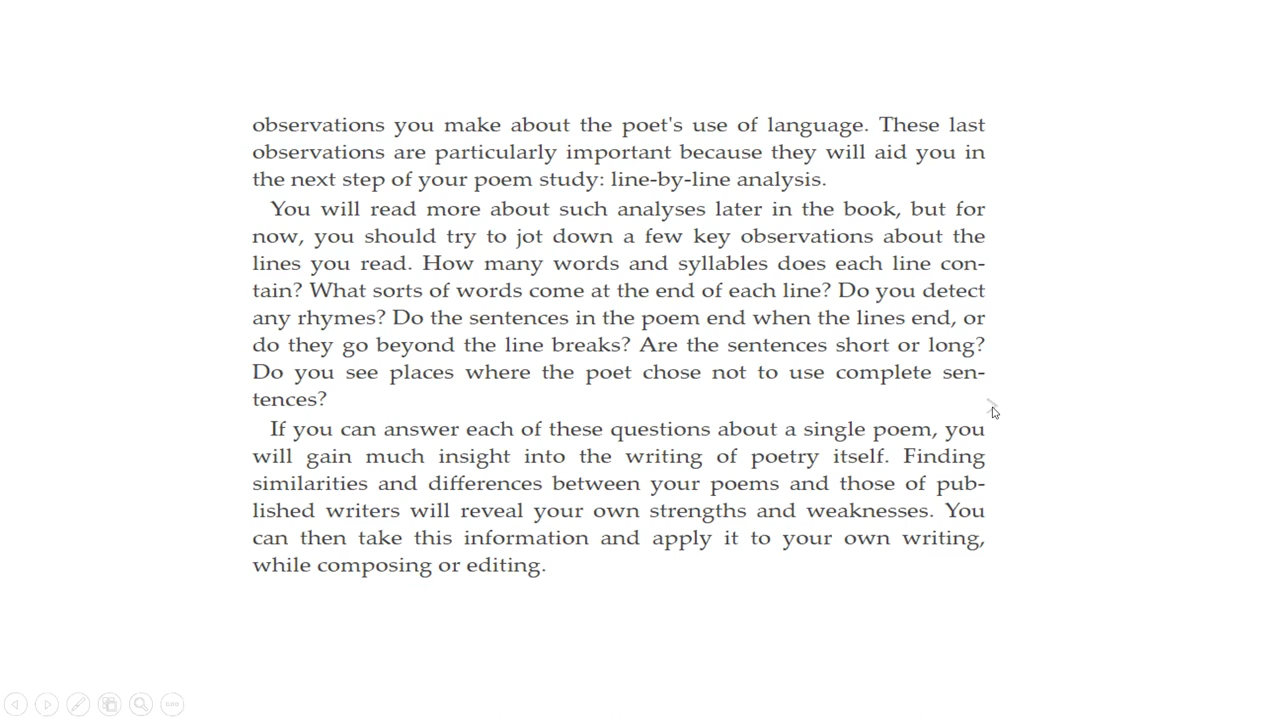 observations you make about the poet's use of language. These last
observations are particularly important because they will aid you in
the next step of your poem study: line-by-line analysis.
You will read more about such analyses later in the book, but for
now, you should try to jot down a few key observations about the
lines you read. How many words and syllables does each line con-
tain? What sorts of words come at the end of each line? Do you detect
any rhymes? Do the sentences in the poem end when the lines end, or
do they go beyond the line breaks? Are the sentences short or long?
Do you see places where the poet chose not to use complete sen-
tences?
If you can answer each of these questions about a single poem, you
will gain much insight into the writing of poetry itself. Finding
similarities and differences between your poems and those of pub-
lished writers will reveal your own strengths and weaknesses. You
can then take this information and apply it to your own writing,
while composing or editing.